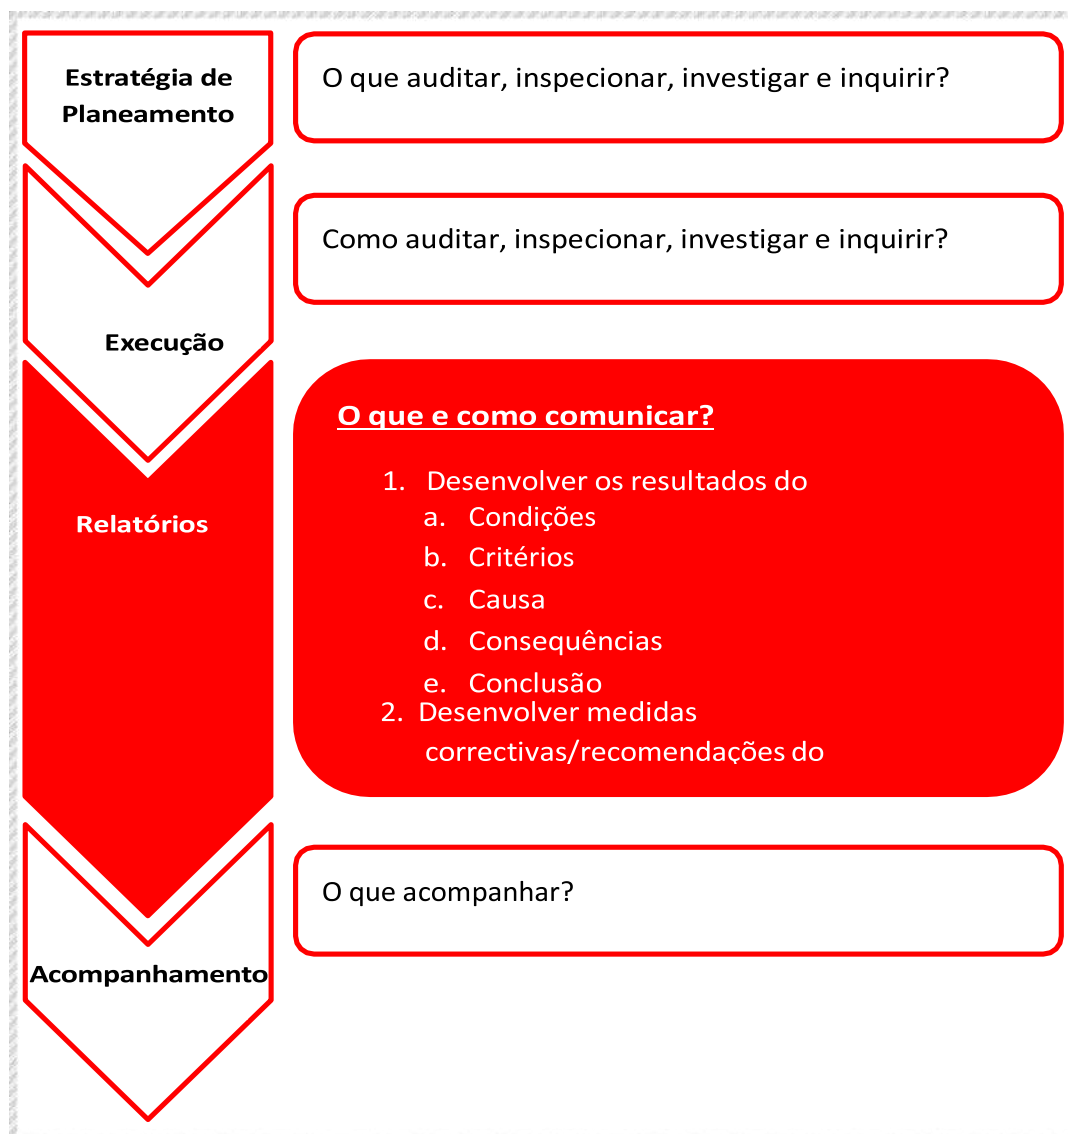 Estratégia de
Planeamento
O que auditar, inspecionar, investigar e inquirir?
Execução
Como auditar, inspecionar, investigar e inquirir?
Relatórios
O que e como comunicar?
1. Desenvolver os resultados do
a. Condições
b. Critérios
c. Causa
d. Consequências
e. Conclusão
2. Desenvolver medidas
correctivas/recomendações do
Acompanhamento
O que acompanhar?